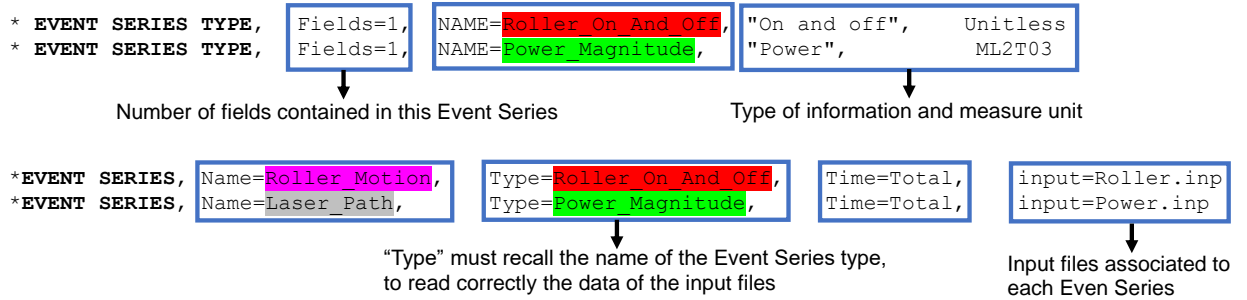 * EVENT SERIES TYPE, Fields=1, NAME=Roller_On_And_Off, "On and off", Unitless
* EVENT SERIES TYPE, Fields=1, NAME=Power_Magnitude, "Power", ML2T03
Number of fields contained in this Event Series Type of information and measure unit
*EVENT SERIES, Name=Roller_Motion, Type=Roller_On_And_Off, Time=Total, input=Roller.inp
*EVENT SERIES, Name=Laser_Path, Type=Power_Magnitude, Time=Total, input=Power.inp
“Type” must recall the name of the Event Series type,
to read correctly the data of the input files
Input files associated to
each Even Series